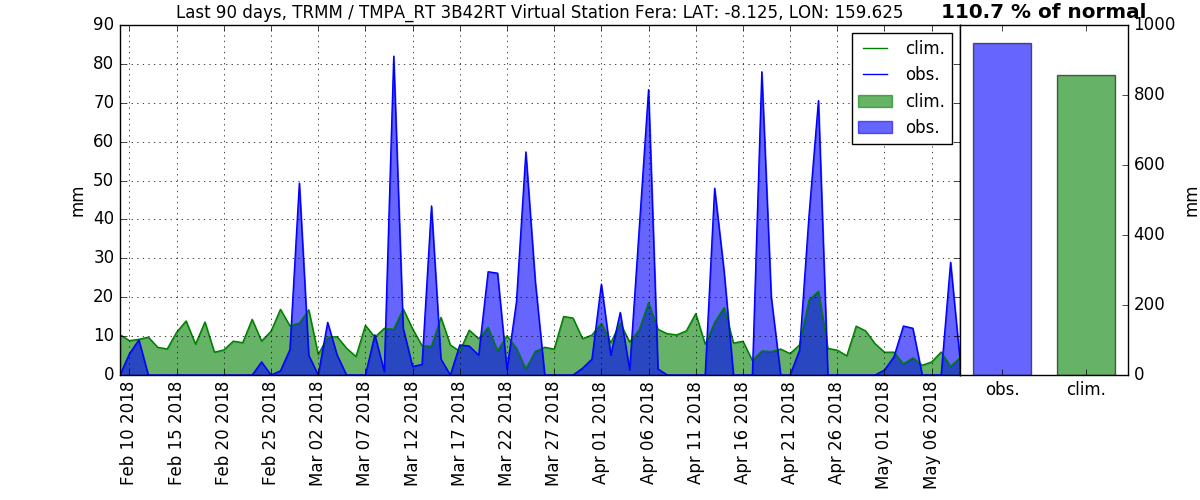 Last 90 days, TRMM / TMPA_RT 3B42RT Virtual Station Fera: LAT: -8.125, LON: 159.625
110.7 % of normal
90
80
70
60
50
40
30
20
10
0
mm
clim.
obs.
clim.
obs.
1000
800
600
400
200
0
mm
obs.
clim.
Feb 10 2018
Feb 15 2018
Feb 20 2018
Feb 25 2018
Mar 02 2018
Mar 07 2018
Mar 12 2018
Mar 17 2018
Mar 22 2018
Mar 27 2018
Apr 01 2018
Apr 06 2018
Apr 11 2018
Apr 16 2018
Apr 21 2018
Apr 26 2018
May 01 2018
May 06 2018